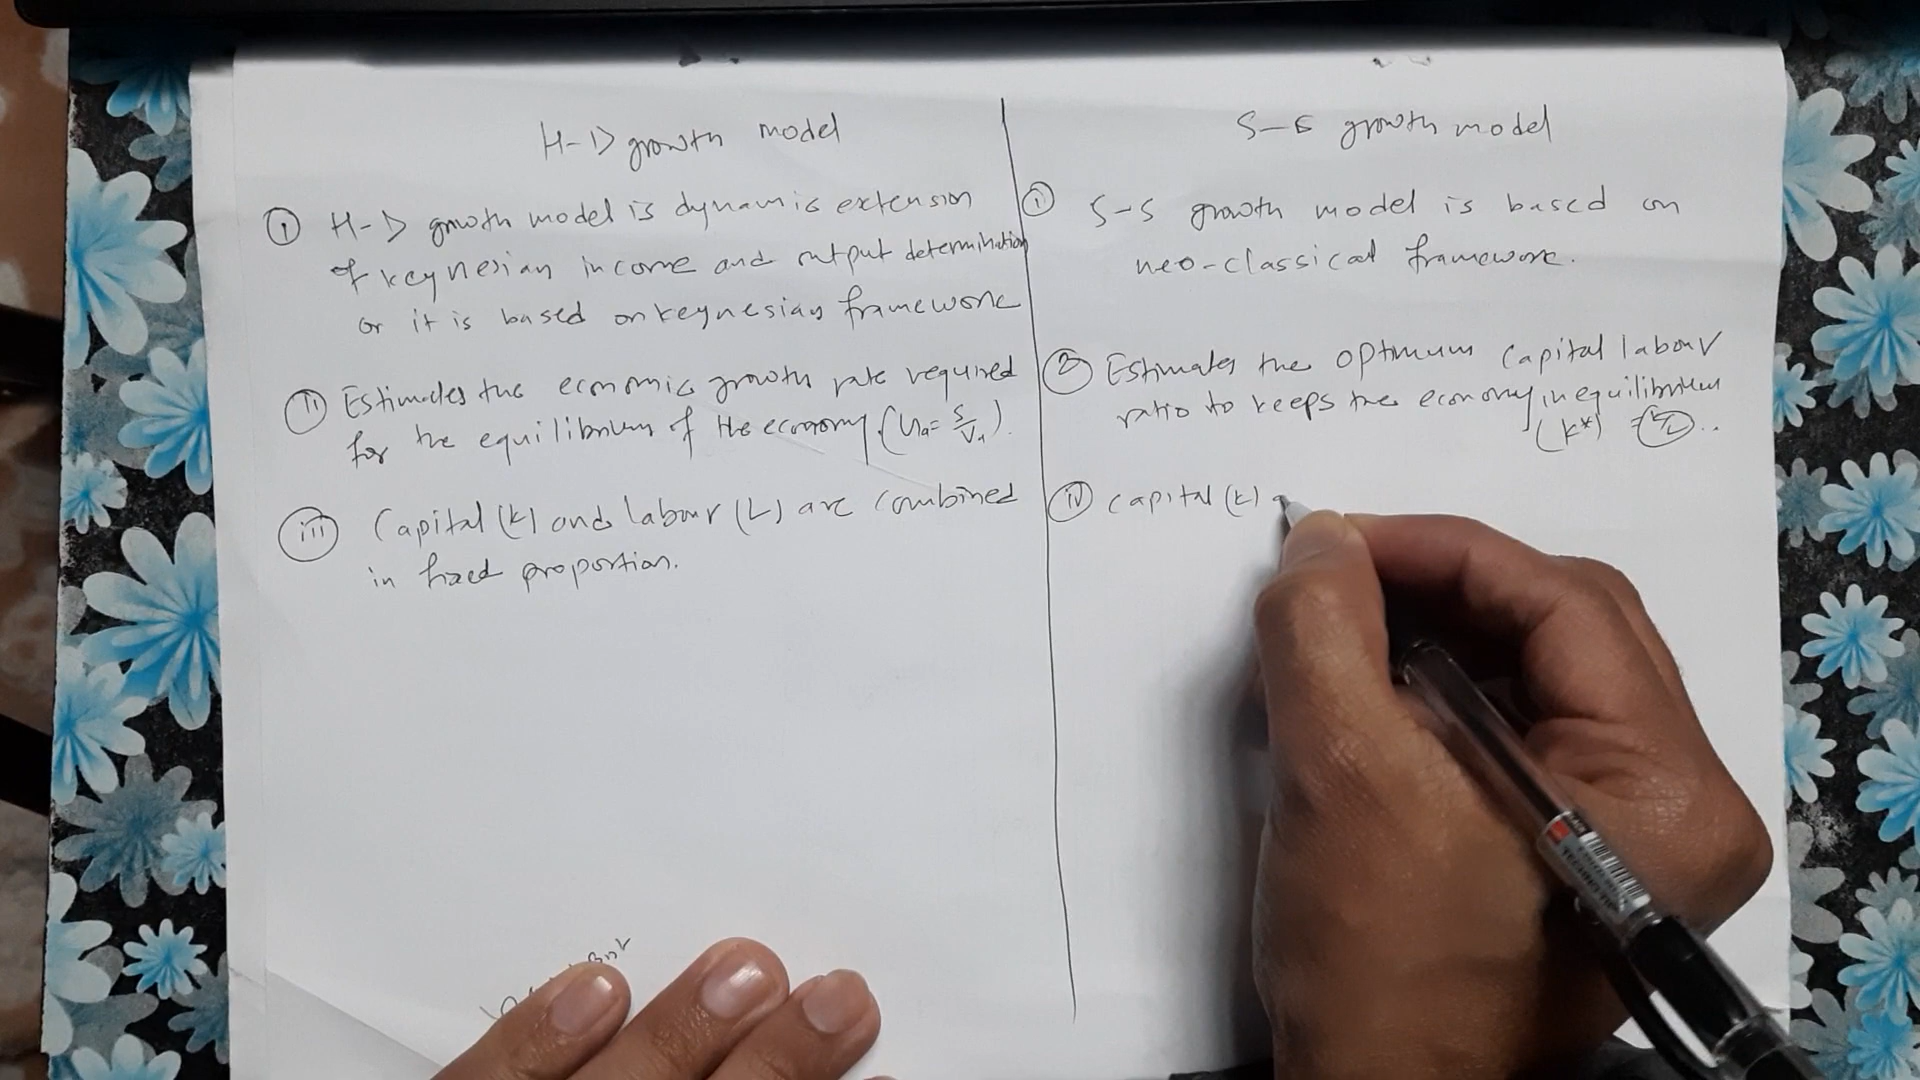 H-D growth model
① H-D growth model is dynamic extension
of keynesian income and output determination
or it is based on keynesian framework
ii Estimates the economic growth rate required
for the equilibrium of the economy
iii Capital (K) and labour (L) are combined
in fixed proportion.
S-S growth model
① S-S growth model is based on
neo-classical framework.
② Estimates the optimum capital labour
ratio to keeps the economy in equilibrium
(k*)
iv capital (K)